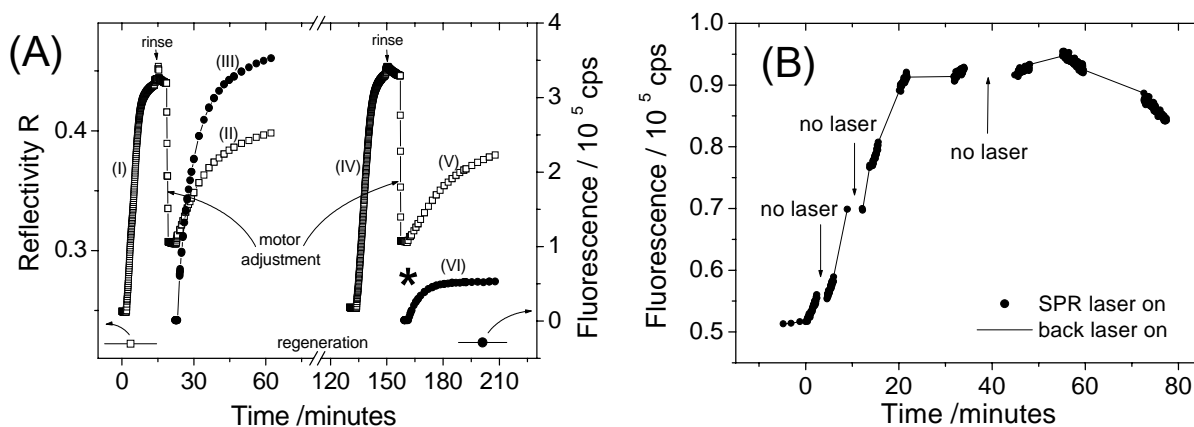 (A)
rinse
rinse
(III)
(II)
(I)
(IV)
(V)
(VI)
motor
adjustment
*
regeneration
Reflectivity R
0.4
0.3
Fluorescence / 10 5 cps
4
3
2
1
0
0 30 60 120 150 180 210
Time /minutes
(B)
no laser
no laser
no laser
SPR laser on
back laser on
Fluorescence / 10 5 cps
1.0
0.9
0.8
0.7
0.6
0.5
0 20 40 60 80
Time /minutes